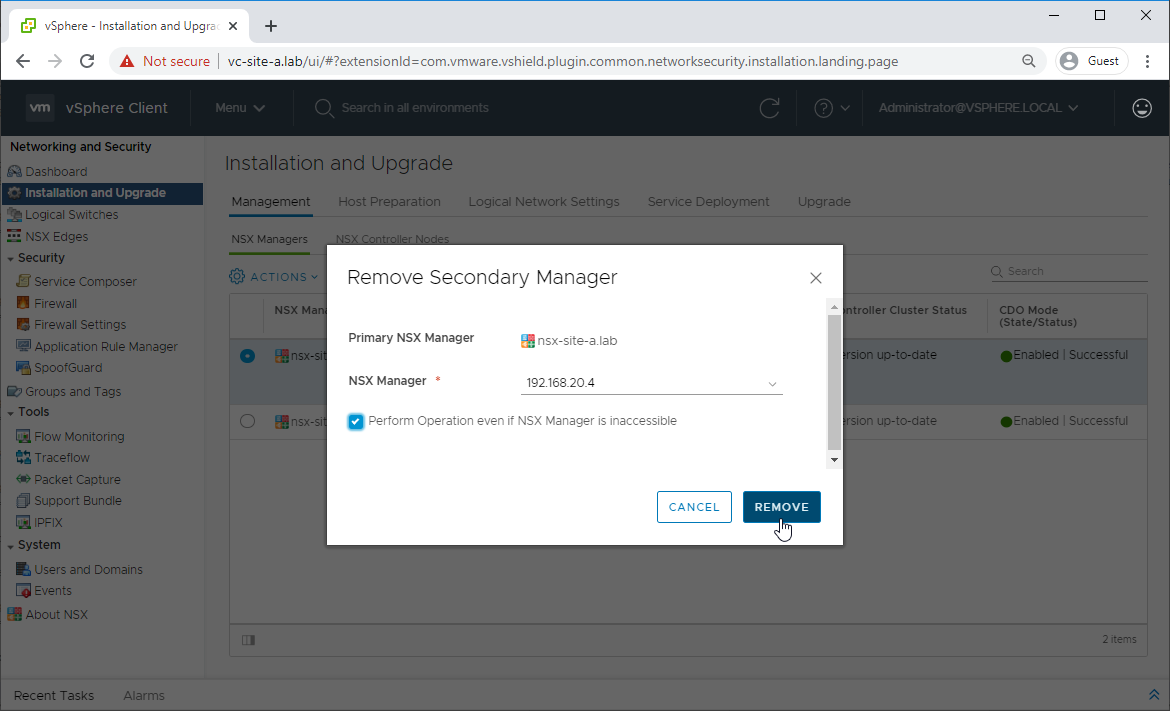 vSphere - Installation and Upgra
Not secure
vc-site-a.lab/ui/#?extensionId=com.vmware.vshield.plugin.common.networksecurity.installation.landing.page
Guest
vm
vSphere Client
Menu
Search in all environments
Administrator@VSPHERE.LOCAL
Networking and Security
Dashboard
Installation and Upgrade
Logical Switches
NSX Edges
Security
Service Composer
Firewall
Firewall Settings
Application Rule Manager
SpoofGuard
Groups and Tags
Tools
Flow Monitoring
Traceflow
Packet Capture
Support Bundle
IPFIX
System
Users and Domains
Events
About NSX
Installation and Upgrade
Management
Host Preparation
Logical Network Settings
Service Deployment
Upgrade
NSX Managers
NSX Controller Nodes
ACTIONS
Search
NSX Mana
ontroller Cluster Status
CDO Mode
(State/Status)
nsx-sit
ersion up-to-date
Enabled | Successful
nsx-sit
ersion up-to-date
Enabled | Successful
2 items
Remove Secondary Manager
Primary NSX Manager
nsx-site-a.lab
NSX Manager *
192.168.20.4
Perform Operation even if NSX Manager is inaccessible
CANCEL
REMOVE
Recent Tasks
Alarms